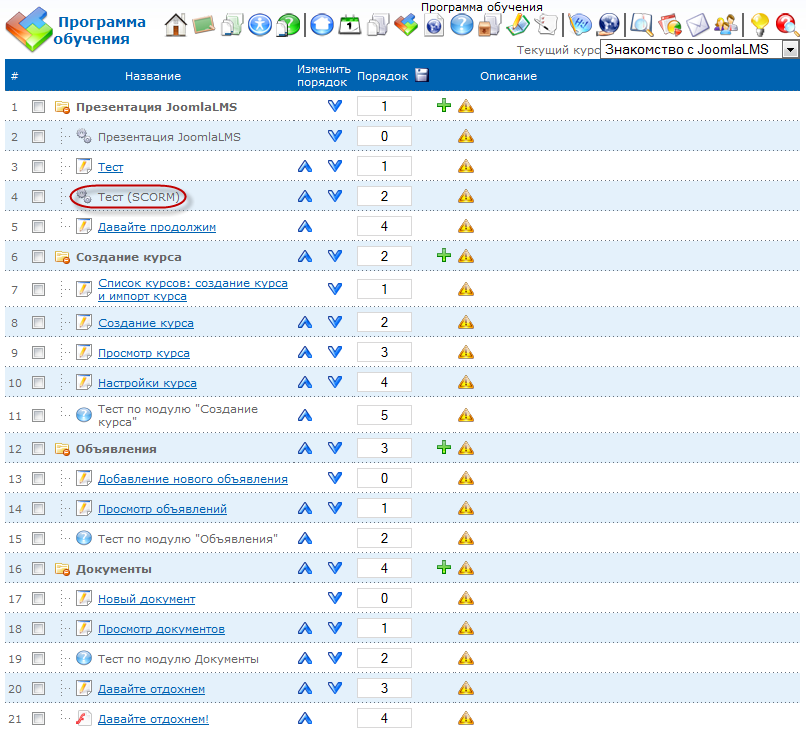 Программа обучения
Программа
обучения
1
Текущий курс Знакомство с JoomlaLMS
# Название Изменить порядок Порядок Описание
1 Презентация JoomlaLMS 1
2 Презентация JoomlaLMS 0
3 Тест 1
4 Тест (SCORM) 2
5 Давайте продолжим 4
6 Создание курса 2
7 Список курсов: создание курса
и импорт курса 1
8 Создание курса 2
9 Просмотр курса 3
10 Настройки курса 4
11 Тест по модулю "Создание
курса" 5
12 Объявления 3
13 Добавление нового объявления 0
14 Просмотр объявлений 1
15 Тест по модулю "Объявления" 2
16 Документы 4
17 Новый документ 0
18 Просмотр документов 1
19 Тест по модулю Документы 2
20 Давайте отдохнем 3
21 Давайте отдохнем! 4